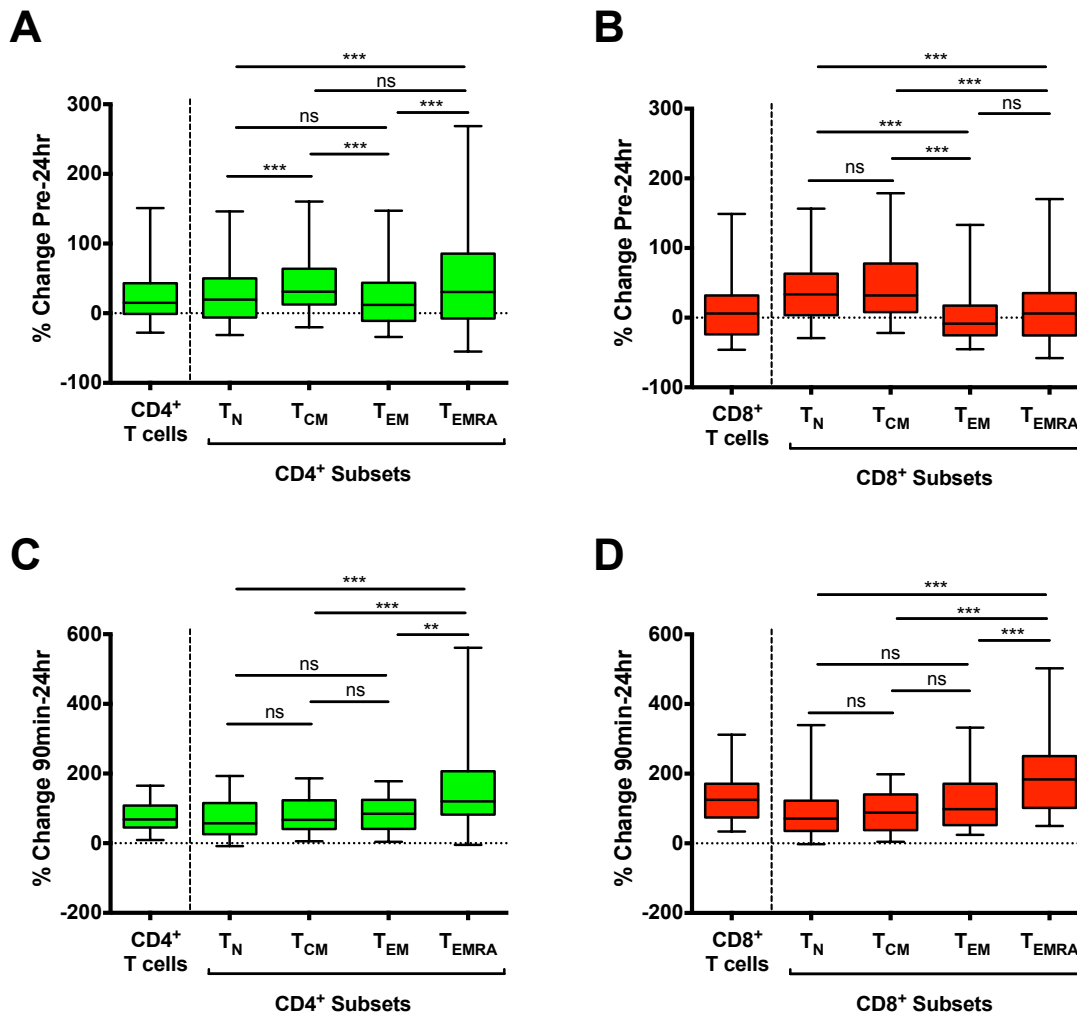 A
B
***
ns
***
ns
***
***
% Change Pre-24hr
300
200
100
0
-100
CD4+
T cells
TN
TCM
TEM
TEMRA
CD4+ Subsets
***
***
ns
***
***
ns
% Change Pre-24hr
300
200
100
0
-100
CD8+
T cells
TN
TCM
TEM
TEMRA
CD8+ Subsets
C
D
***
***
**
ns
ns
ns
% Change 90min-24hr
600
400
200
0
-200
CD4+
T cells
TN
TCM
TEM
TEMRA
CD4+ Subsets
***
***
***
ns
ns
ns
% Change 90min-24hr
600
400
200
0
-200
CD8+
T cells
TN
TCM
TEM
TEMRA
CD8+ Subsets